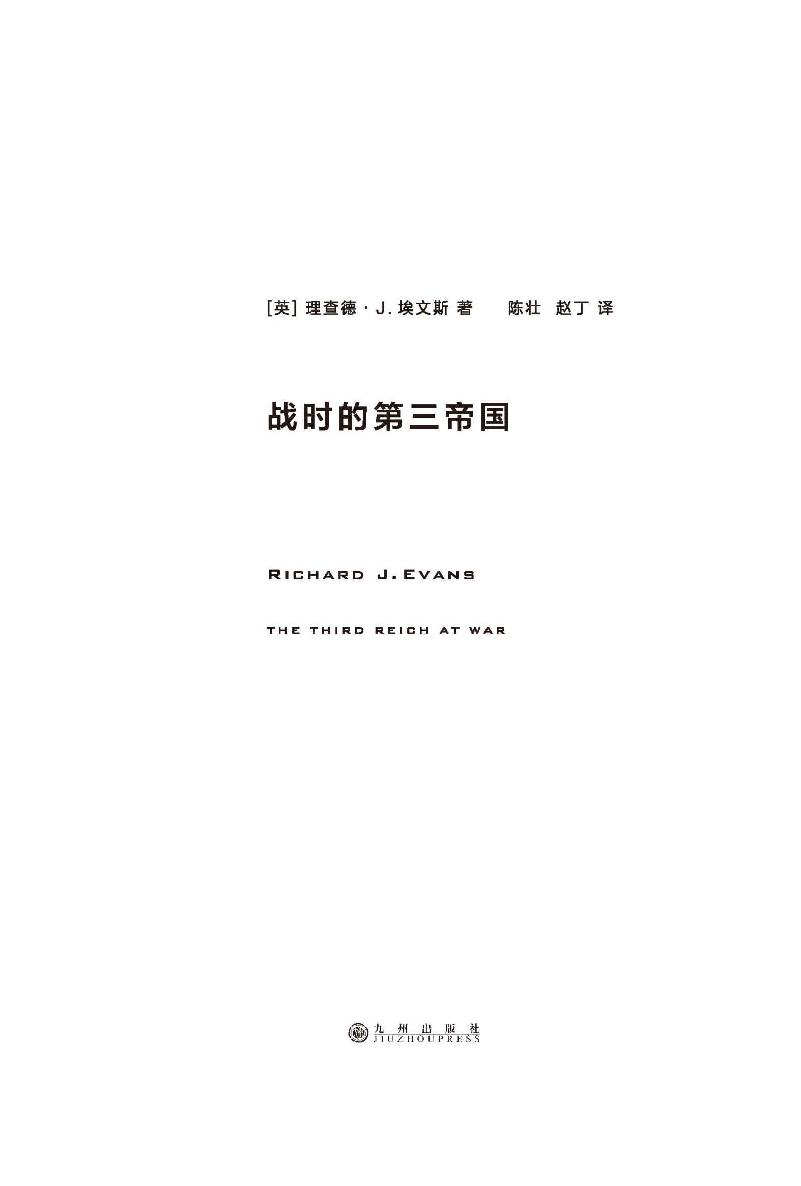 [英] 理查德·J.埃文斯 著 陈壮 赵丁 译
战时的第三帝国
RICHARD J. EVANS
THE THIRD REICH AT WAR
九州出版社
JIUZHOUPRESS